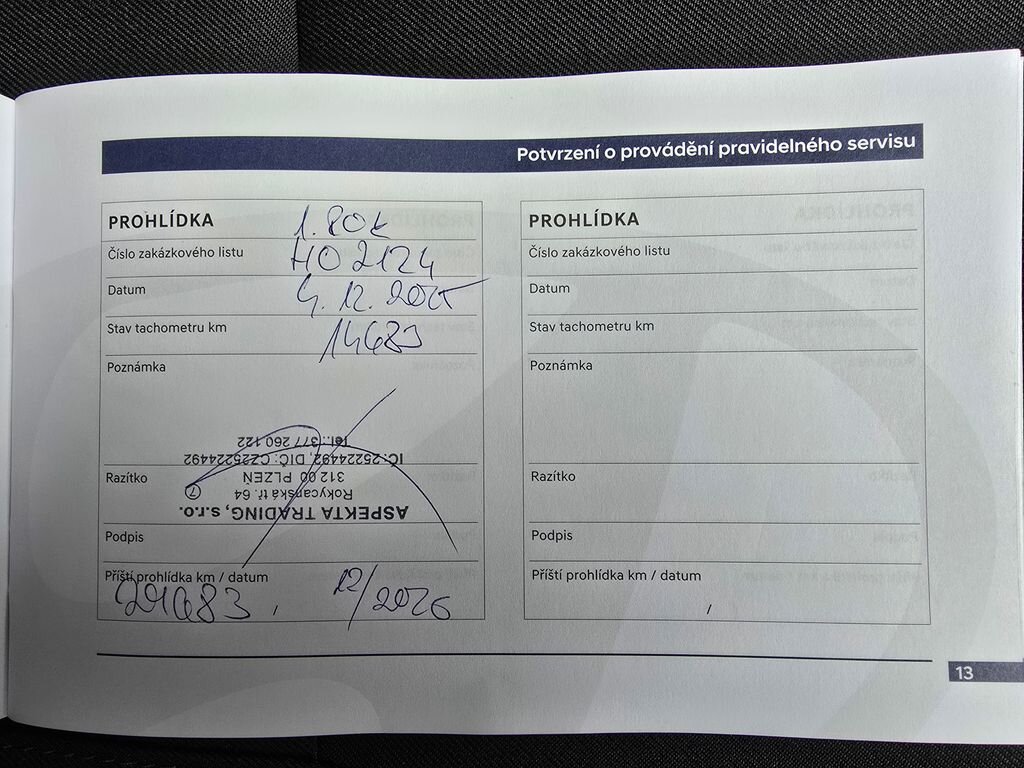 Potvrzení o provádění pravidelného servisu
PROHLÍDKA 1. ROK
Číslo zakázkového listu HO 2124
Datum 4. 12. 2025
Stav tachometru km 14683
Poznámka
Tel.: 377 260 122
IČ: 25224492, DIČ: CZ25224492
312 00 PLZEŇ
Rokycanská tř. 64
7
ASPEKTA TRADING, s.r.o.
Razítko
Podpis
Příští prohlídka km / datum
29683 / 12/2026
PROHLÍDKA
Číslo zakázkového listu
Datum
Stav tachometru km
Poznámka
Razítko
Podpis
Příští prohlídka km / datum
/
13